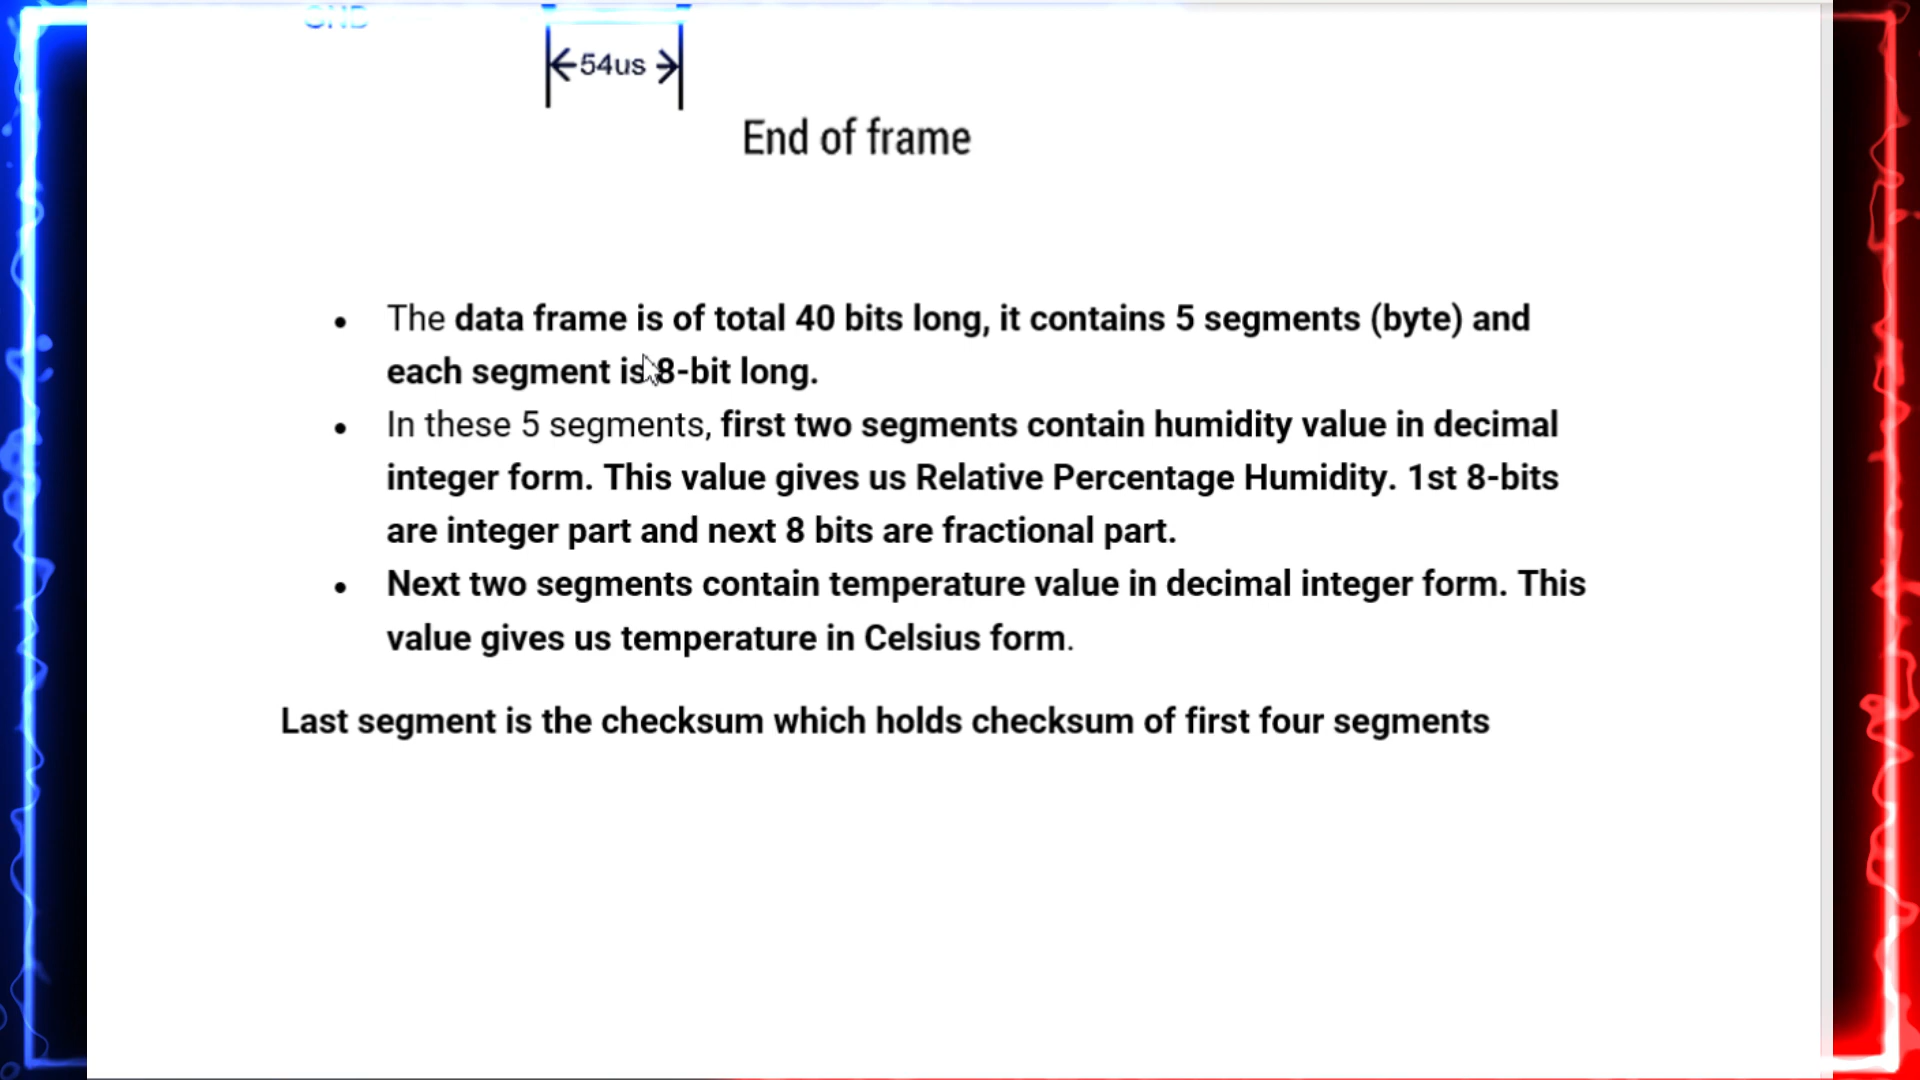 GND
54us
End of frame
• The data frame is of total 40 bits long, it contains 5 segments (byte) and
each segment is 8-bit long.
• In these 5 segments, first two segments contain humidity value in decimal
integer form. This value gives us Relative Percentage Humidity. 1st 8-bits
are integer part and next 8 bits are fractional part.
• Next two segments contain temperature value in decimal integer form. This
value gives us temperature in Celsius form.
Last segment is the checksum which holds checksum of first four segments